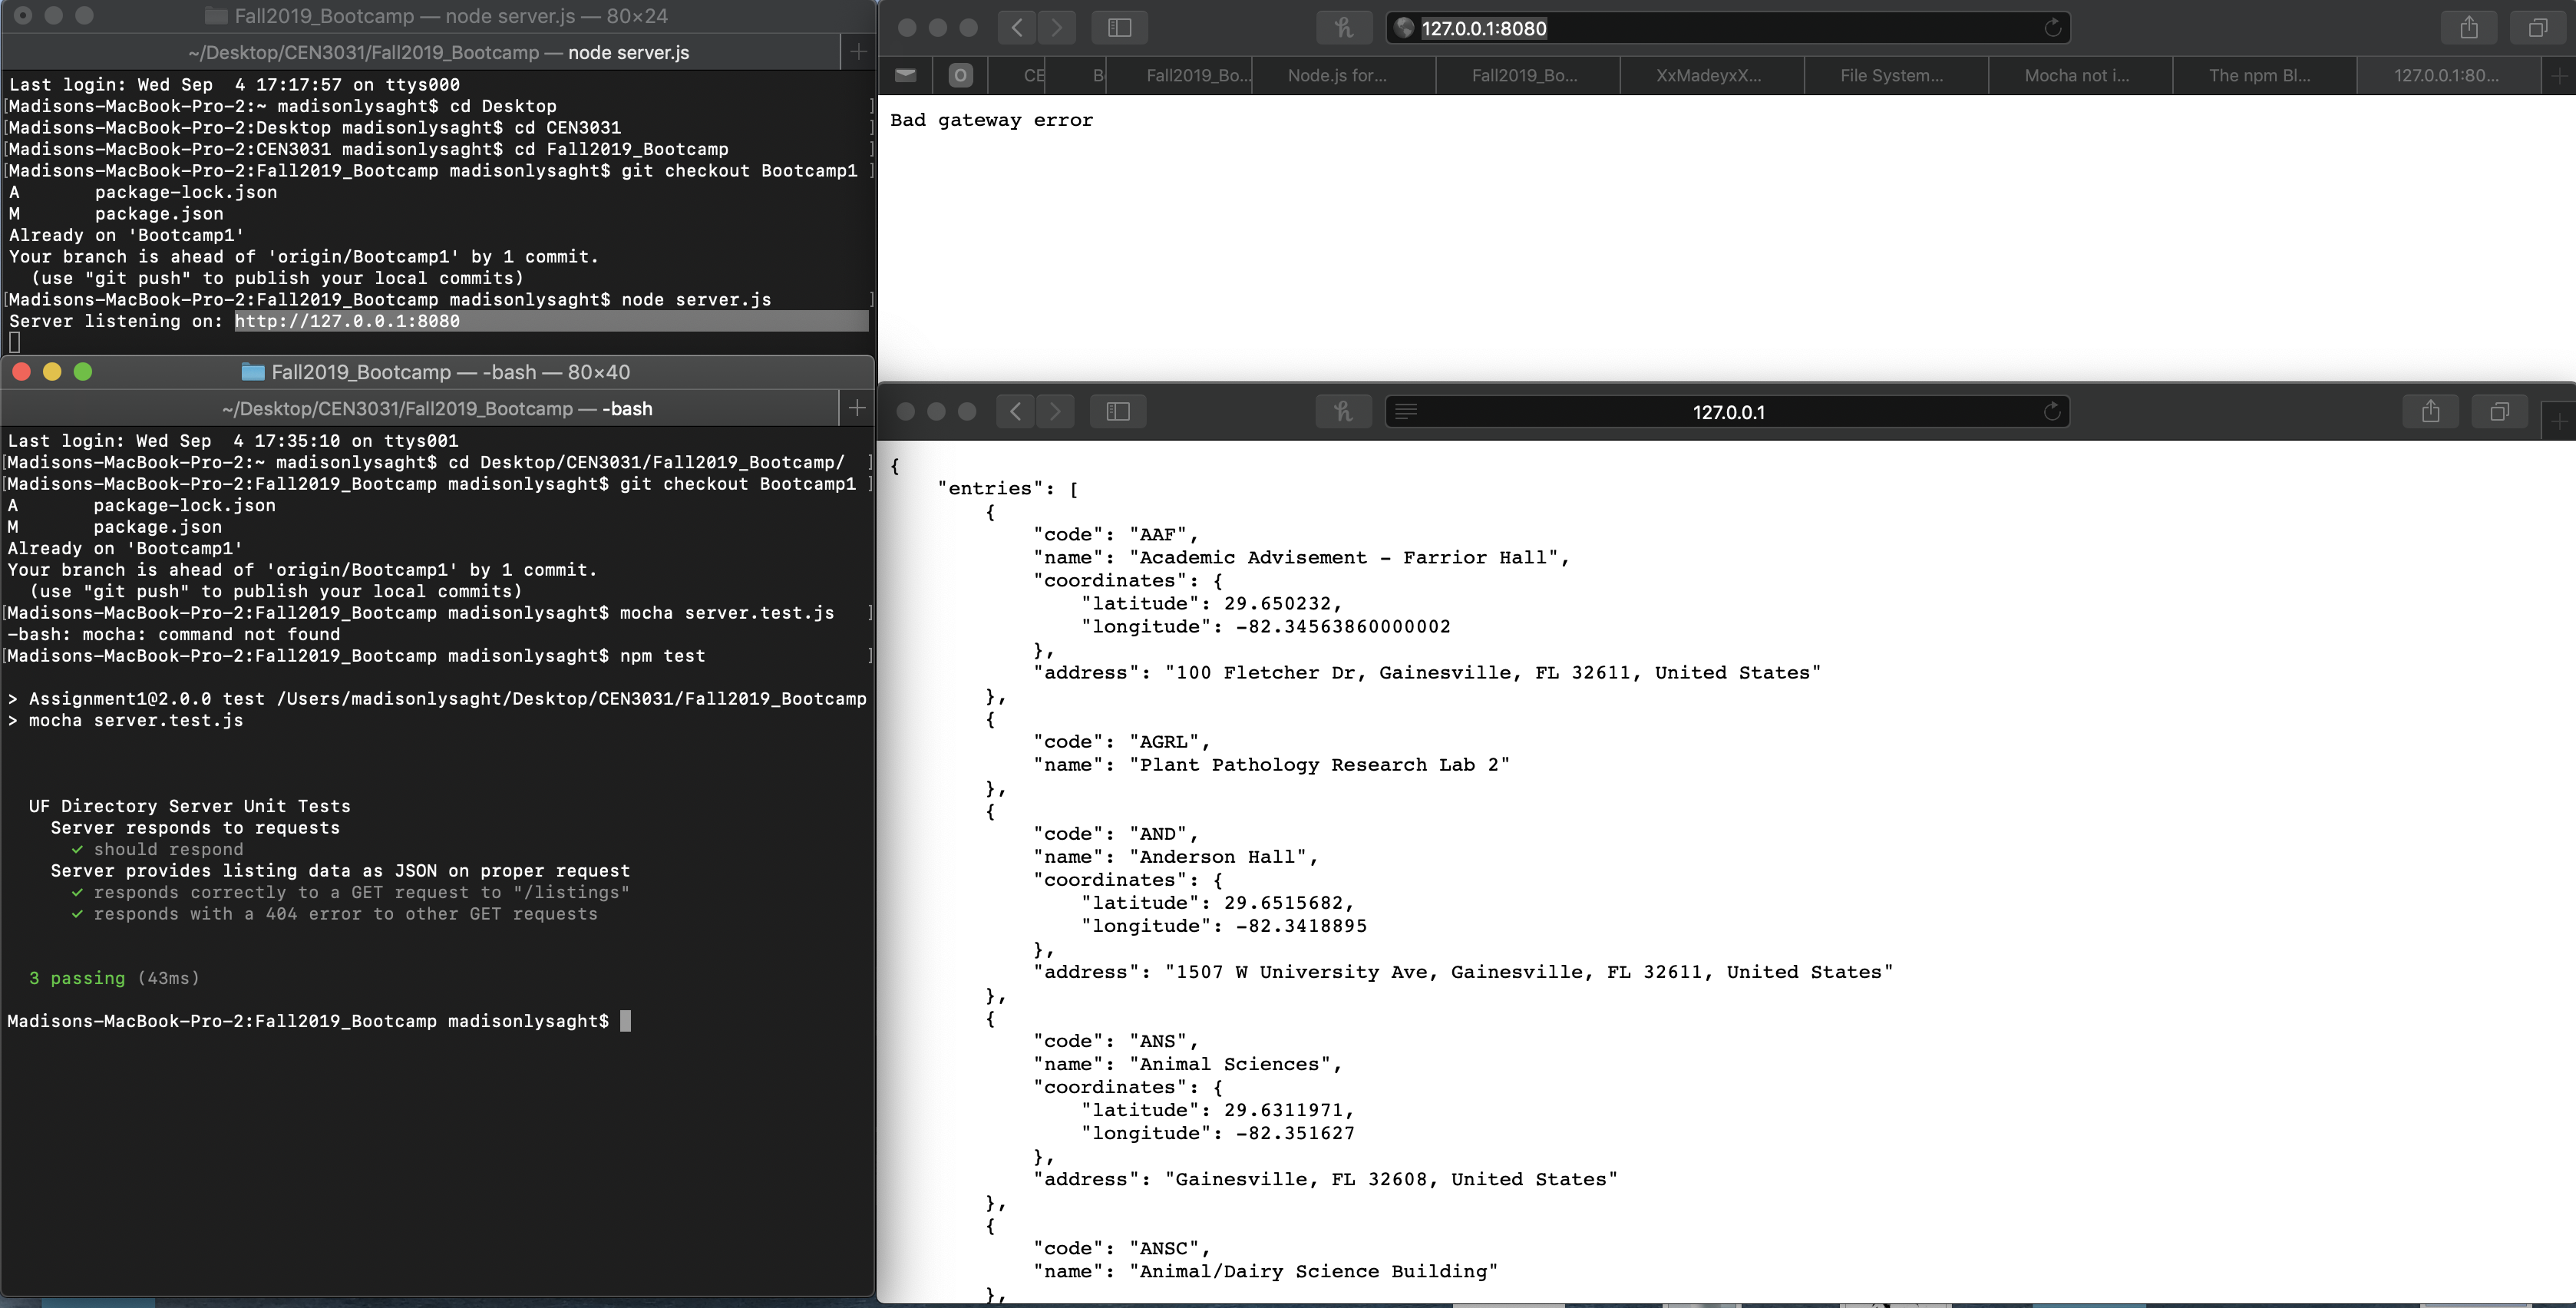 Fall2019_Bootcamp — node server.js — 80×24
~/Desktop/CEN3031/Fall2019_Bootcamp — node server.js
Last login: Wed Sep  4 17:17:57 on ttys000
[Madisons-MacBook-Pro-2:~ madisonlysaght$ cd Desktop ]
[Madisons-MacBook-Pro-2:Desktop madisonlysaght$ cd CEN3031 ]
[Madisons-MacBook-Pro-2:CEN3031 madisonlysaght$ cd Fall2019_Bootcamp ]
[Madisons-MacBook-Pro-2:Fall2019_Bootcamp madisonlysaght$ git checkout Bootcamp1 ]
A       package-lock.json
M       package.json
Already on 'Bootcamp1'
Your branch is ahead of 'origin/Bootcamp1' by 1 commit.
  (use "git push" to publish your local commits)
[Madisons-MacBook-Pro-2:Fall2019_Bootcamp madisonlysaght$ node server.js ]
Server listening on: http://127.0.0.1:8080
Fall2019_Bootcamp — -bash — 80×40
~/Desktop/CEN3031/Fall2019_Bootcamp — -bash
Last login: Wed Sep  4 17:35:10 on ttys001
[Madisons-MacBook-Pro-2:~ madisonlysaght$ cd Desktop/CEN3031/Fall2019_Bootcamp/ ]
[Madisons-MacBook-Pro-2:Fall2019_Bootcamp madisonlysaght$ git checkout Bootcamp1 ]
A       package-lock.json
M       package.json
Already on 'Bootcamp1'
Your branch is ahead of 'origin/Bootcamp1' by 1 commit.
  (use "git push" to publish your local commits)
[Madisons-MacBook-Pro-2:Fall2019_Bootcamp madisonlysaght$ mocha server.test.js ]
-bash: mocha: command not found
[Madisons-MacBook-Pro-2:Fall2019_Bootcamp madisonlysaght$ npm test ]
> Assignment1@2.0.0 test /Users/madisonlysaght/Desktop/CEN3031/Fall2019_Bootcamp
> mocha server.test.js
  UF Directory Server Unit Tests
    Server responds to requests
      ✓ should respond
    Server provides listing data as JSON on proper request
      ✓ responds correctly to a GET request to "/listings"
      ✓ responds with a 404 error to other GET requests
  3 passing (43ms)
Madisons-MacBook-Pro-2:Fall2019_Bootcamp madisonlysaght$
127.0.0.1:8080
O CE B Fall2019_Bo... Node.js for... Fall2019_Bo... XxMadeyxX... File System... Mocha not i... The npm Bl... 127.0.0.1:80...
Bad gateway error
127.0.0.1
{
    "entries": [
        {
            "code": "AAF",
            "name": "Academic Advisement - Farrior Hall",
            "coordinates": {
                "latitude": 29.650232,
                "longitude": -82.34563860000002
            },
            "address": "100 Fletcher Dr, Gainesville, FL 32611, United States"
        },
        {
            "code": "AGRL",
            "name": "Plant Pathology Research Lab 2"
        },
        {
            "code": "AND",
            "name": "Anderson Hall",
            "coordinates": {
                "latitude": 29.6515682,
                "longitude": -82.3418895
            },
            "address": "1507 W University Ave, Gainesville, FL 32611, United States"
        },
        {
            "code": "ANS",
            "name": "Animal Sciences",
            "coordinates": {
                "latitude": 29.6311971,
                "longitude": -82.351627
            },
            "address": "Gainesville, FL 32608, United States"
        },
        {
            "code": "ANSC",
            "name": "Animal/Dairy Science Building"
        },